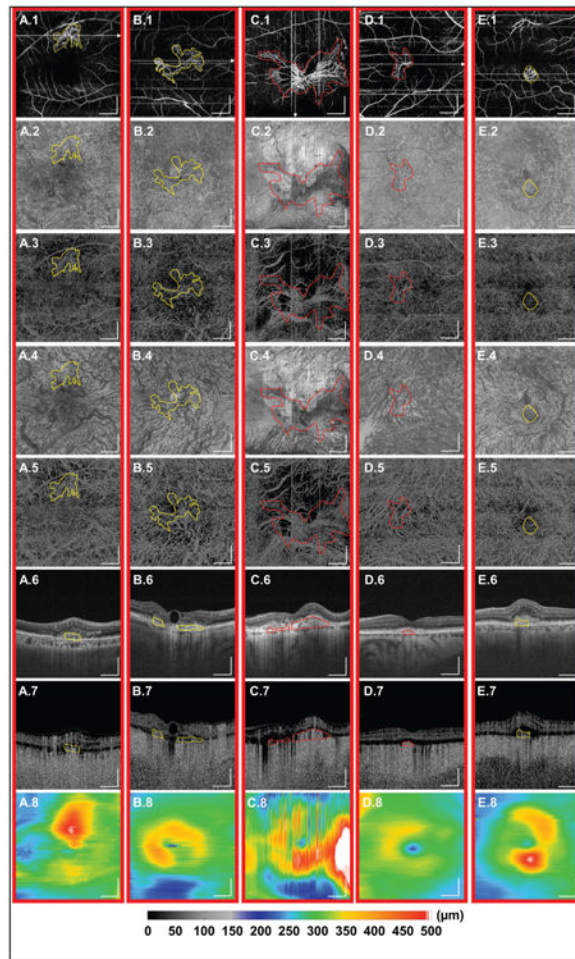 A.1 B.1 C.1 D.1 E.1
A.2 B.2 C.2 D.2 E.2
A.3 B.3 C.3 D.3 E.3
A.4 B.4 C.4 D.4 E.4
A.5 B.5 C.5 D.5 E.5
A.6 B.6 C.6 D.6 E.6
A.7 B.7 C.7 D.7 E.7
A.8 B.8 C.8 D.8 E.8
(μm)
0 50 100 150 200 250 300 350 400 450 500